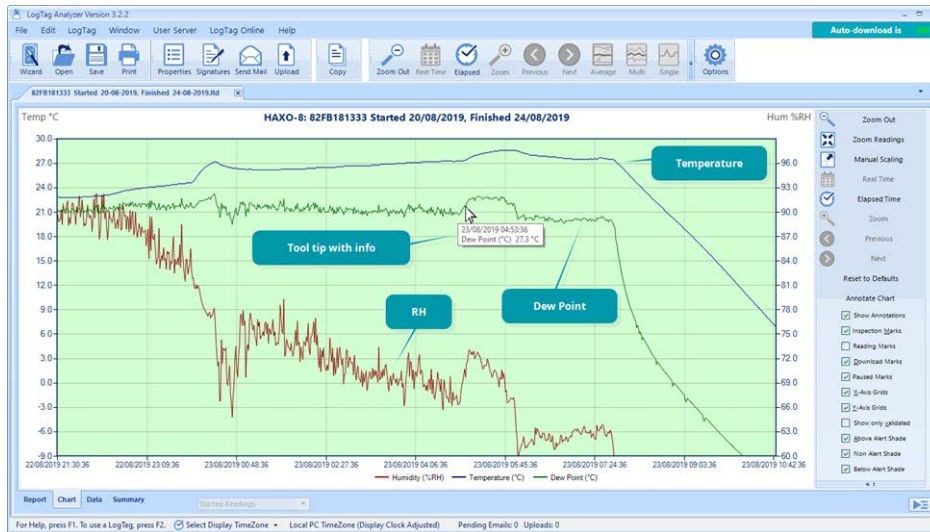 LogTag Analyzer Version 3.2.2
File Edit LogTag Window User Server LogTag Online Help
Auto-download is
Wizard Open Save Print Properties Signatures Send Mail Upload Copy Zoom Out Real Time Elapsed Zoom Previous Next Average Multi Single Options
82FB181333 Started 20-08-2019, Finished 24-08-2019.ltd
Temp °C
HAXO-8: 82FB181333 Started 20/08/2019, Finished 24/08/2019
Hum %RH
30.0
27.0
24.0
21.0
18.0
15.0
12.0
9.0
6.0
3.0
0.0
-3.0
-6.0
-9.0
96.0
93.0
90.0
87.0
84.0
81.0
78.0
75.0
72.0
69.0
66.0
63.0
60.0
Temperature
Tool tip with info
23/08/2019 04:53:36
Dew Point (°C) 27.3 °C
RH
Dew Point
22/08/2019 21:30:36 22/08/2019 23:09:36 23/08/2019 00:48:36 23/08/2019 02:27:36 23/08/2019 04:06:36 23/08/2019 05:45:36 23/08/2019 07:24:36 23/08/2019 09:03:36 23/08/2019 10:42:36
Humidity (%RH) Temperature (°C) Dew Point (°C)
Zoom Out
Zoom Readings
Manual Scaling
Real Time
Elapsed Time
Zoom
Previous
Next
Reset to Defaults
Annotate Chart
Show Annotations
Inspection Marks
Reading Marks
Download Marks
Paused Marks
X-Axis Grids
Y-Axis Grids
Show only validated
Above Alert Shade
Non Alert Shade
Below Alert Shade
Report Chart Data Summary
Started Readings
For Help, press F1. To use a LogTag, press F2. Select Display TimeZone Local PC TimeZone (Display Clock Adjusted) Pending Emails: 0 Uploads: 0